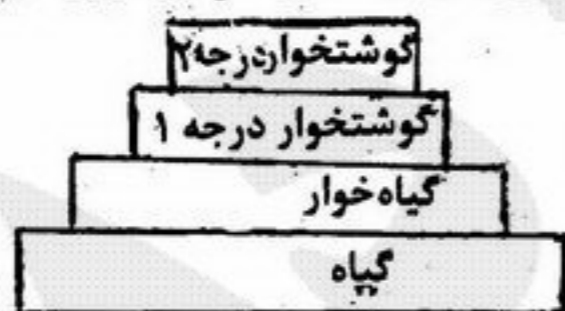 گوشتخوار درجه ۲
گوشتخوار درجه ۱
گیاه خوار
گیاه